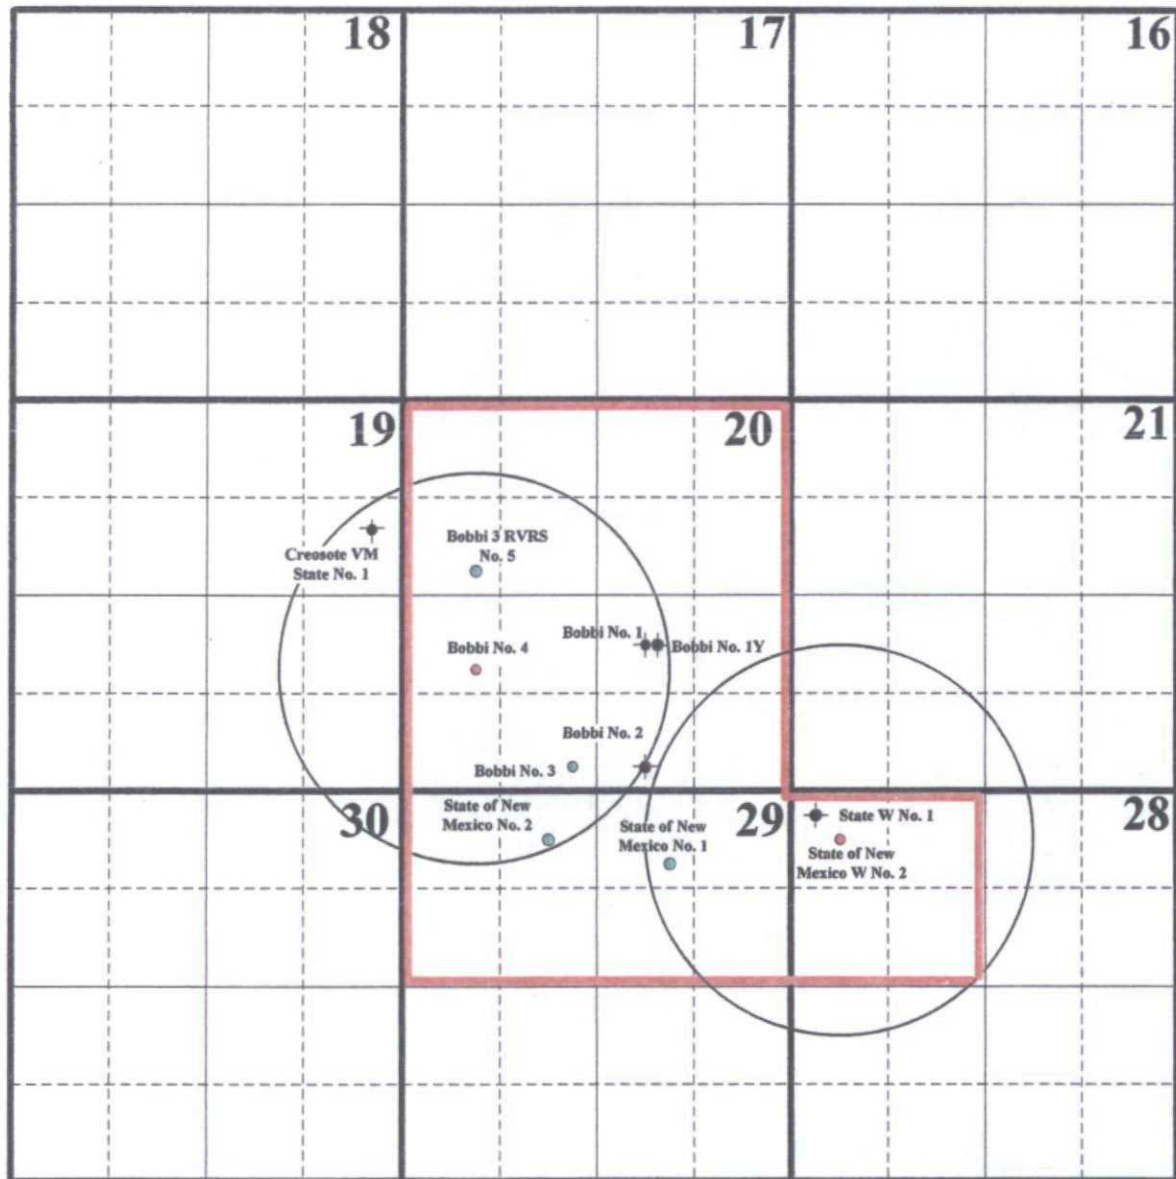 18
17
16
19
20
21
Creosote VM
State No. 1
Bobbi 3 RVRS
No. 5
Bobbi No. 1
Bobbi No. 1Y
Bobbi No. 4
Bobbi No. 2
Bobbi No. 3
30
29
28
State of New
Mexico No. 2
State of New
Mexico No. 1
State W No. 1
State of New
Mexico W No. 2